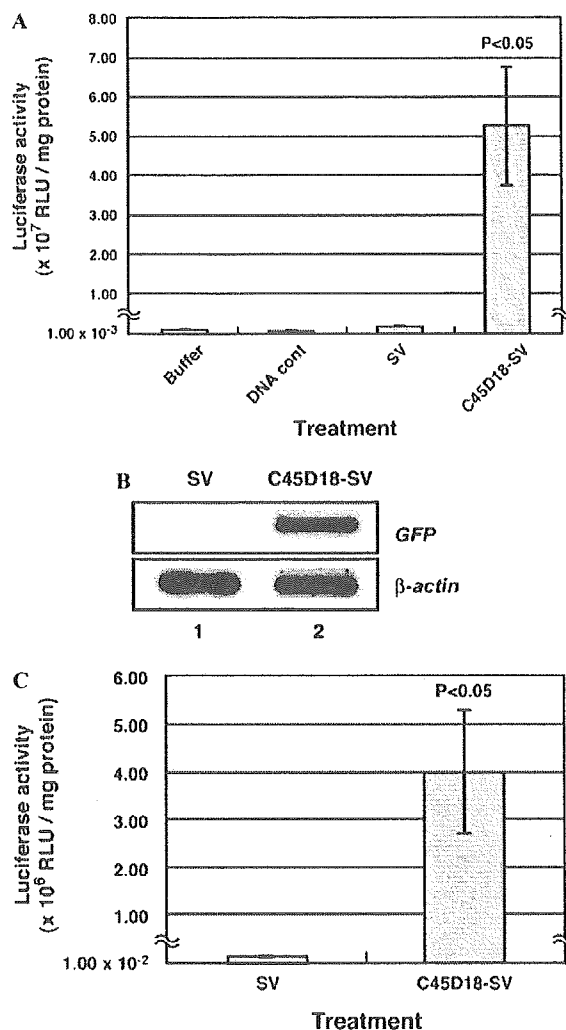 A
Luciferase activity
(x 10⁷ RLU / mg protein)
8.00
7.00
6.00
5.00
4.00
3.00
2.00
1.00
1.00 x 10⁻³
P<0.05
Buffer
DNA cont
SV
C45D18-SV
Treatment
B
SV
C45D18-SV
GFP
β-actin
1
2
C
Luciferase activity
(x 10⁶ RLU / mg protein)
6.00
5.00
4.00
3.00
2.00
1.00
1.00 x 10⁻²
P<0.05
SV
C45D18-SV
Treatment